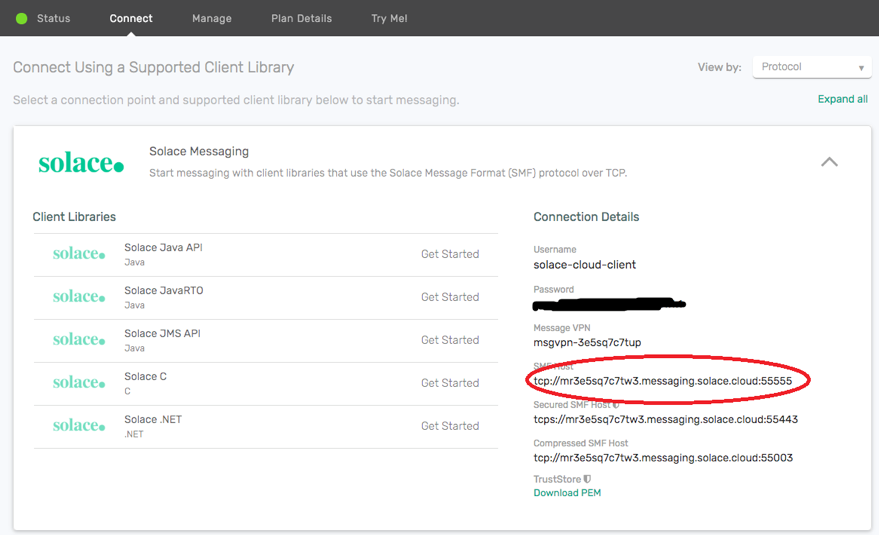 Status Connect Manage Plan Details Try Me!
Connect Using a Supported Client Library
View by: Protocol
Select a connection point and supported client library below to start messaging.
Expand all
solace.
Solace Messaging
Start messaging with client libraries that use the Solace Message Format (SMF) protocol over TCP.
Client Libraries
solace.
Solace Java API
Java
Get Started
solace.
Solace JavaRTO
Java
Get Started
solace.
Solace JMS API
Java
Get Started
solace.
Solace C
C
Get Started
solace.
Solace .NET
.NET
Get Started
Connection Details
Username
solace-cloud-client
Password
Message VPN
msgvpn-3e5sq7c7tup
SMF Host
tcp://mr3e5sq7c7tw3.messaging.solace.cloud:55555
Secured SMF Host
tcps://mr3e5sq7c7tw3.messaging.solace.cloud:55443
Compressed SMF Host
tcp://mr3e5sq7c7tw3.messaging.solace.cloud:55003
TrustStore
Download PEM